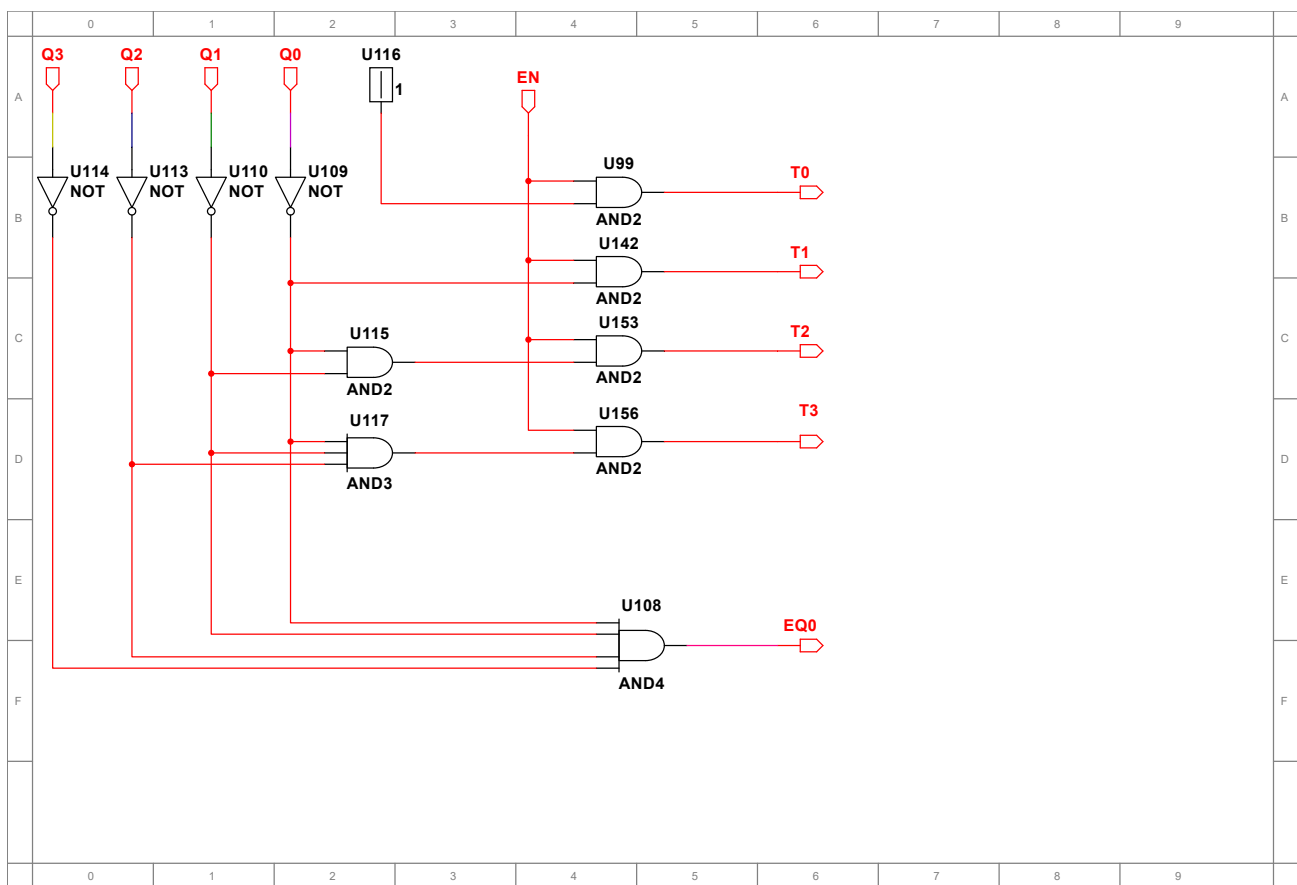 0 1 2 3 4 5 6 7 8 9
Q3 Q2 Q1 Q0 U116
1
EN
A A
U114 U113 U110 U109
NOT NOT NOT NOT
U99
AND2
T0
B B
U142
AND2
T1
U115
AND2
U153
AND2
T2
C C
U117
AND3
U156
AND2
T3
D D
E E
U108
AND4
EQ0
F F
0 1 2 3 4 5 6 7 8 9